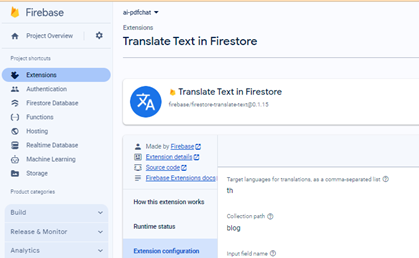 Firebase
Project Overview
Project shortcuts
Extensions
Authentication
Firestore Database
Functions
Hosting
Realtime Database
Machine Learning
Storage
Product categories
Build
Release & Monitor
Analytics
ai-pdfchat
Extensions
Translate Text in Firestore
Translate Text in Firestore
firebase/firestore-translate-text@0.1.15
Made by Firebase
Extension details
Source code
Firebase Extensions docs
How this extension works
Runtime status
Extension configuration
Target languages for translations, as a comma-separated list
th
Collection path
blog
Input field name